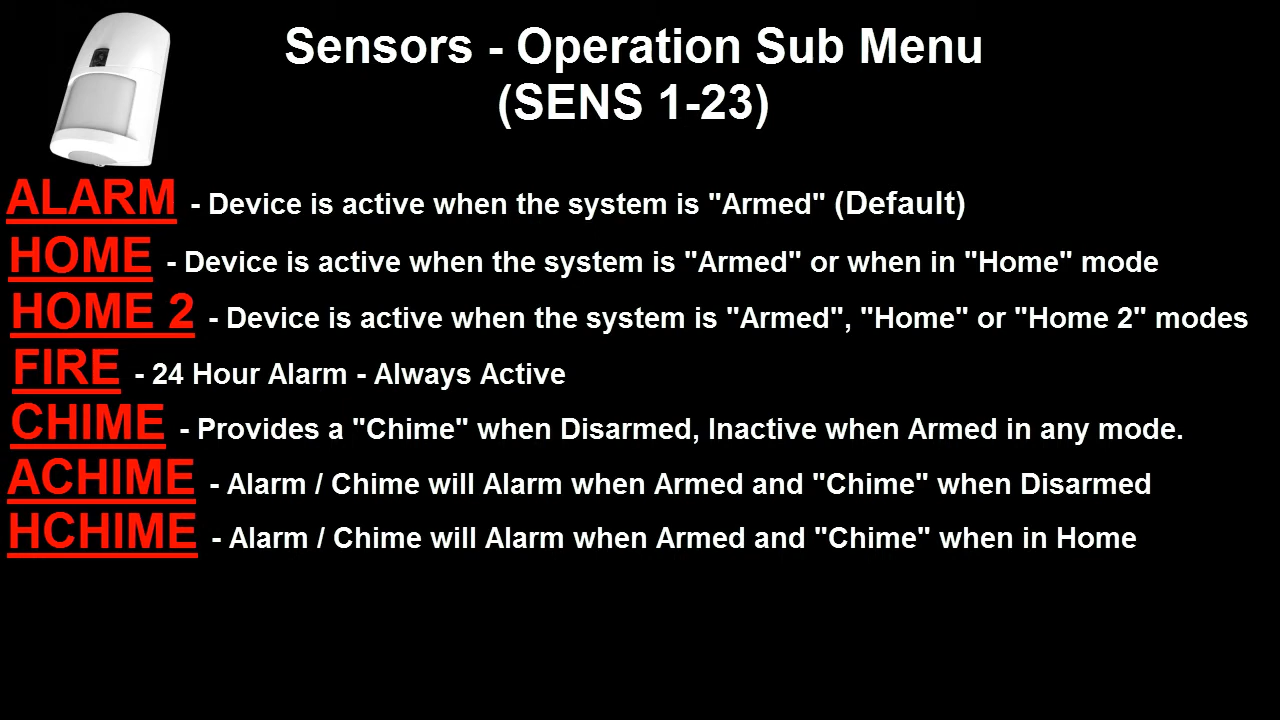 Sensors - Operation Sub Menu
(SENS 1-23)
ALARM - Device is active when the system is "Armed" (Default)
HOME - Device is active when the system is "Armed" or when in "Home" mode
HOME 2 - Device is active when the system is "Armed", "Home" or "Home 2" modes
FIRE - 24 Hour Alarm - Always Active
CHIME - Provides a "Chime" when Disarmed, Inactive when Armed in any mode.
ACHIME - Alarm / Chime will Alarm when Armed and "Chime" when Disarmed
HCHIME - Alarm / Chime will Alarm when Armed and "Chime" when in Home